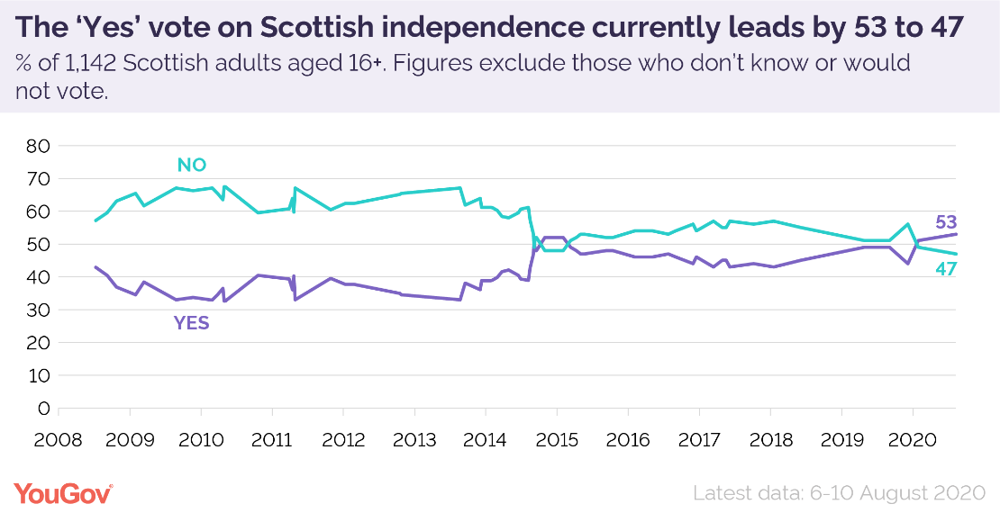 The ‘Yes’ vote on Scottish independence currently leads by 53 to 47
% of 1,142 Scottish adults aged 16+. Figures exclude those who don’t know or would
not vote.
80
NO
70
60
53
50
47
40
30
YES
20
10
0
2008 2009 2010 2011 2012 2013 2014 2015 2016 2017 2018 2019 2020
YouGov®
Latest data: 6-10 August 2020